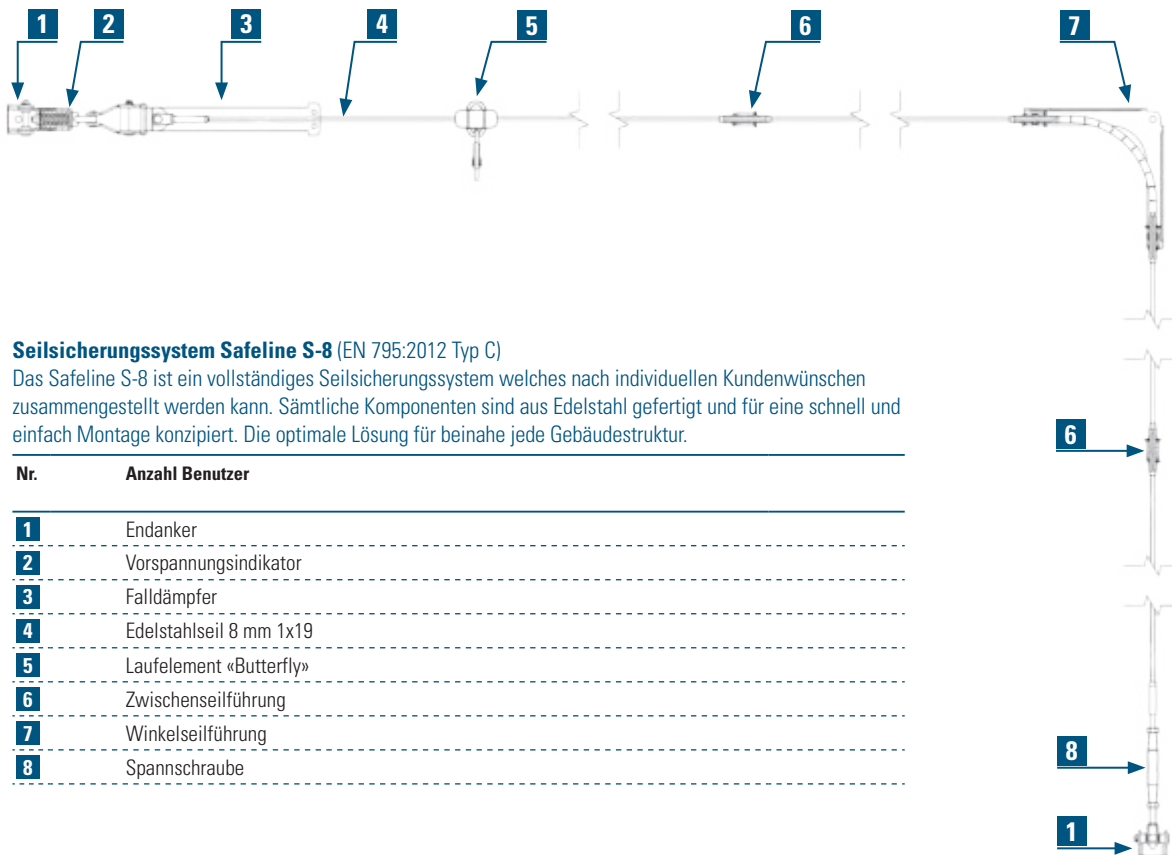 1 2 3 4 5 6 7
Seilsicherungssystem Safeline S-8 (EN 795:2012 Typ C)
Das Safeline S-8 ist ein vollständiges Seilsicherungssystem welches nach individuellen Kundenwünschen
zusammengestellt werden kann. Sämtliche Komponenten sind aus Edelstahl gefertigt und für eine schnell und
einfach Montage konzipiert. Die optimale Lösung für beinahe jede Gebäudestruktur.
6
Nr. Anzahl Benutzer
1 Endanker
2 Vorspannungsindikator
3 Falldämpfer
4 Edelstahlseil 8 mm 1x19
5 Laufelement «Butterfly»
6 Zwischenseilführung
7 Winkelseilführung
8 Spannschraube
8
1